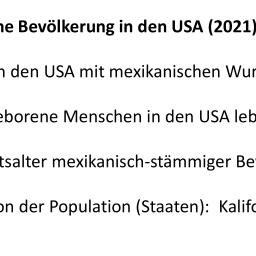 ne Bevölkerung in den USA (2021)
n den USA mit mexikanischen Wur
eborene Menschen in den USA leb
tsalter mexikanisch-stämmiger Be
on der Population (Staaten): Kalifo